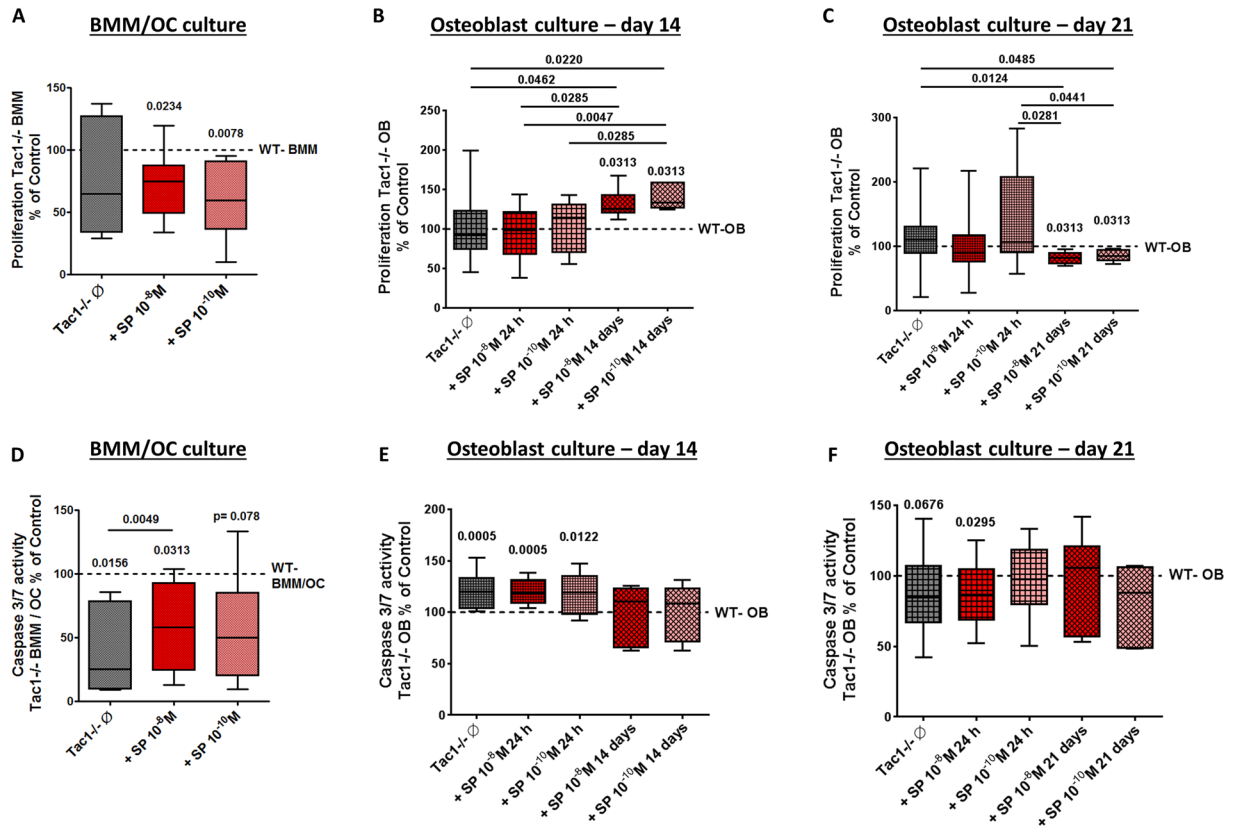 A
BMM/OC culture
Proliferation Tac1-/- BMM
% of Control
150
100
50
0
0.0234
0.0078
WT- BMM
Tac1-/- Ø
+ SP 10⁻⁸M
+ SP 10⁻¹⁰M
B
Osteoblast culture – day 14
Proliferation Tac1-/- OB
% of Control
250
200
150
100
50
0
0.0220
0.0462
0.0285
0.0047
0.0285
0.0313
0.0313
WT-OB
Tac1-/- Ø
+ SP 10⁻⁸M 24 h
+ SP 10⁻¹⁰M 24 h
+ SP 10⁻⁸M 14 days
+ SP 10⁻¹⁰M 14 days
C
Osteoblast culture – day 21
Proliferation Tac1-/- OB
% of Control
300
200
150
100
50
0
0.0485
0.0124
0.0441
0.0281
0.0313
0.0313
WT-OB
Tac1-/- Ø
+ SP 10⁻⁸M 24 h
+ SP 10⁻¹⁰M 24 h
+ SP 10⁻⁸M 21 days
+ SP 10⁻¹⁰M 21 days
D
BMM/OC culture
Caspase 3/7 activity
Tac1-/- BMM / OC % of Control
150
100
50
0
0.0049
0.0156
0.0313
p= 0.078
WT-
BMM/OC
Tac1-/- Ø
+ SP 10⁻⁸M
+ SP 10⁻¹⁰M
E
Osteoblast culture – day 14
Caspase 3/7 activity
Tac1-/- OB % of Control
200
150
100
50
0
0.0005
0.0005
0.0122
WT- OB
Tac1-/- Ø
+ SP 10⁻⁸M 24 h
+ SP 10⁻¹⁰M 24 h
+ SP 10⁻⁸M 14 days
+ SP 10⁻¹⁰M 14 days
F
Osteoblast culture – day 21
Caspase 3/7 activity
Tac1-/- OB % of Control
150
100
50
0
0.0676
0.0295
WT- OB
Tac1-/- Ø
+ SP 10⁻⁸M 24 h
+ SP 10⁻¹⁰M 24 h
+ SP 10⁻⁸M 21 days
+ SP 10⁻¹⁰M 21 days